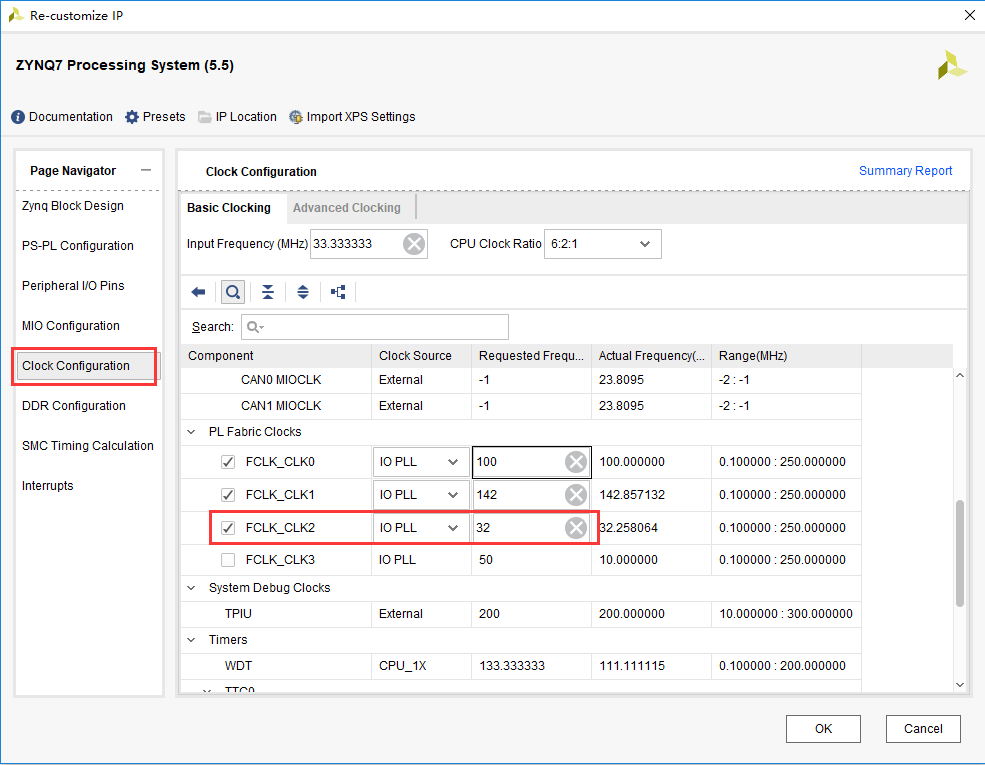 Re-customize IP
ZYNQ7 Processing System (5.5)
Documentation Presets IP Location Import XPS Settings
Page Navigator
Zynq Block Design
PS-PL Configuration
Peripheral I/O Pins
MIO Configuration
Clock Configuration
DDR Configuration
SMC Timing Calculation
Interrupts
Clock Configuration Summary Report
Basic Clocking Advanced Clocking
Input Frequency (MHz) 33.333333 CPU Clock Ratio 6:2:1
Search:
Component Clock Source Requested Frequ... Actual Frequency(... Range(MHz)
CAN0 MIOCLK External -1 23.8095 -2 : -1
CAN1 MIOCLK External -1 23.8095 -2 : -1
PL Fabric Clocks
FCLK_CLK0 IO PLL 100 100.000000 0.100000 : 250.000000
FCLK_CLK1 IO PLL 142 142.857132 0.100000 : 250.000000
FCLK_CLK2 IO PLL 32 32.258064 0.100000 : 250.000000
FCLK_CLK3 IO PLL 50 10.000000 0.100000 : 250.000000
System Debug Clocks
TPIU External 200 200.000000 10.000000 : 300.000000
Timers
WDT CPU_1X 133.333333 111.111115 0.100000 : 200.000000
TTC0
OK Cancel